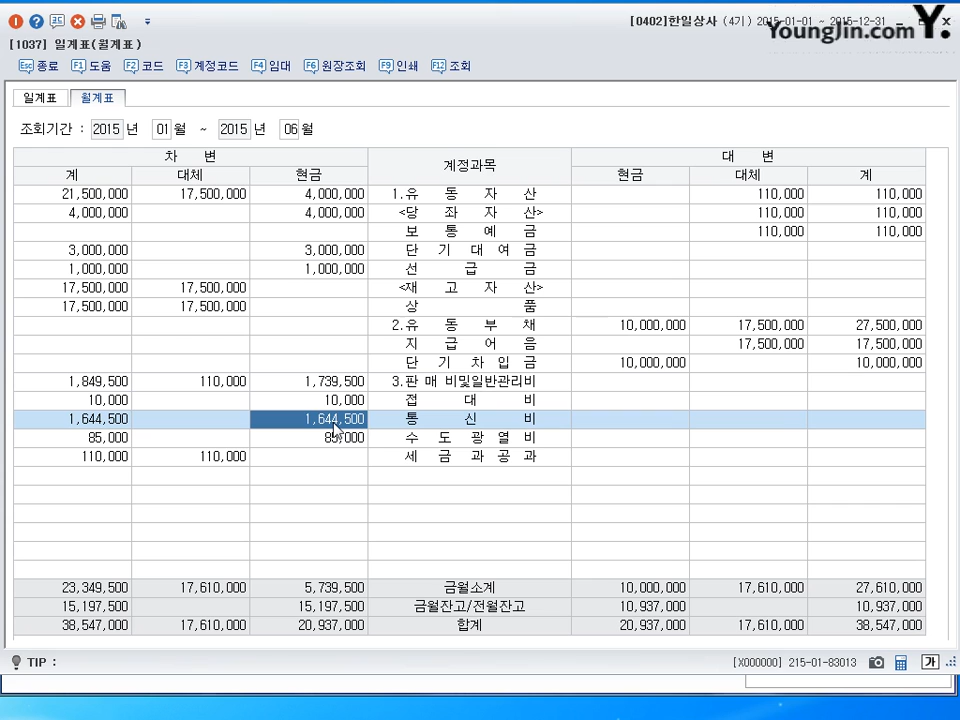 [0402]한일상사 (4기) 2015-01-01 ~ 2015-12-31
YoungJin.com Y.
[1037] 일계표(월계표)
Esc 종료 F1 도움 F2 코드 F3 계정코드 F4 임대 F6 원장조회 F9 인쇄 F12 조회
일계표 월계표
조회기간 : 2015 년 01 월 ~ 2015 년 06 월
차 변 계정과목 대 변
계 대체 현금 현금 대체 계
21,500,000 17,500,000 4,000,000 1.유 동 자 산 110,000 110,000
4,000,000 4,000,000 <당 좌 자 산> 110,000 110,000
보 통 예 금 110,000 110,000
3,000,000 3,000,000 단 기 대 여 금
1,000,000 1,000,000 선 급 금
17,500,000 17,500,000 <재 고 자 산>
17,500,000 17,500,000 상 품
2.유 동 부 채 10,000,000 17,500,000 27,500,000
지 급 어 음 17,500,000 17,500,000
단 기 차 입 금 10,000,000 10,000,000
1,849,500 110,000 1,739,500 3.판 매 비및일반관리비
10,000 10,000 접 대 비
1,644,500 1,644,500 통 신 비
85,000 85,000 수 도 광 열 비
110,000 110,000 세 금 과 공 과
23,349,500 17,610,000 5,739,500 금월소계 10,000,000 17,610,000 27,610,000
15,197,500 15,197,500 금월잔고/전월잔고 10,937,000 10,937,000
38,547,000 17,610,000 20,937,000 합계 20,937,000 17,610,000 38,547,000
TIP : [X000000] 215-01-83013 가